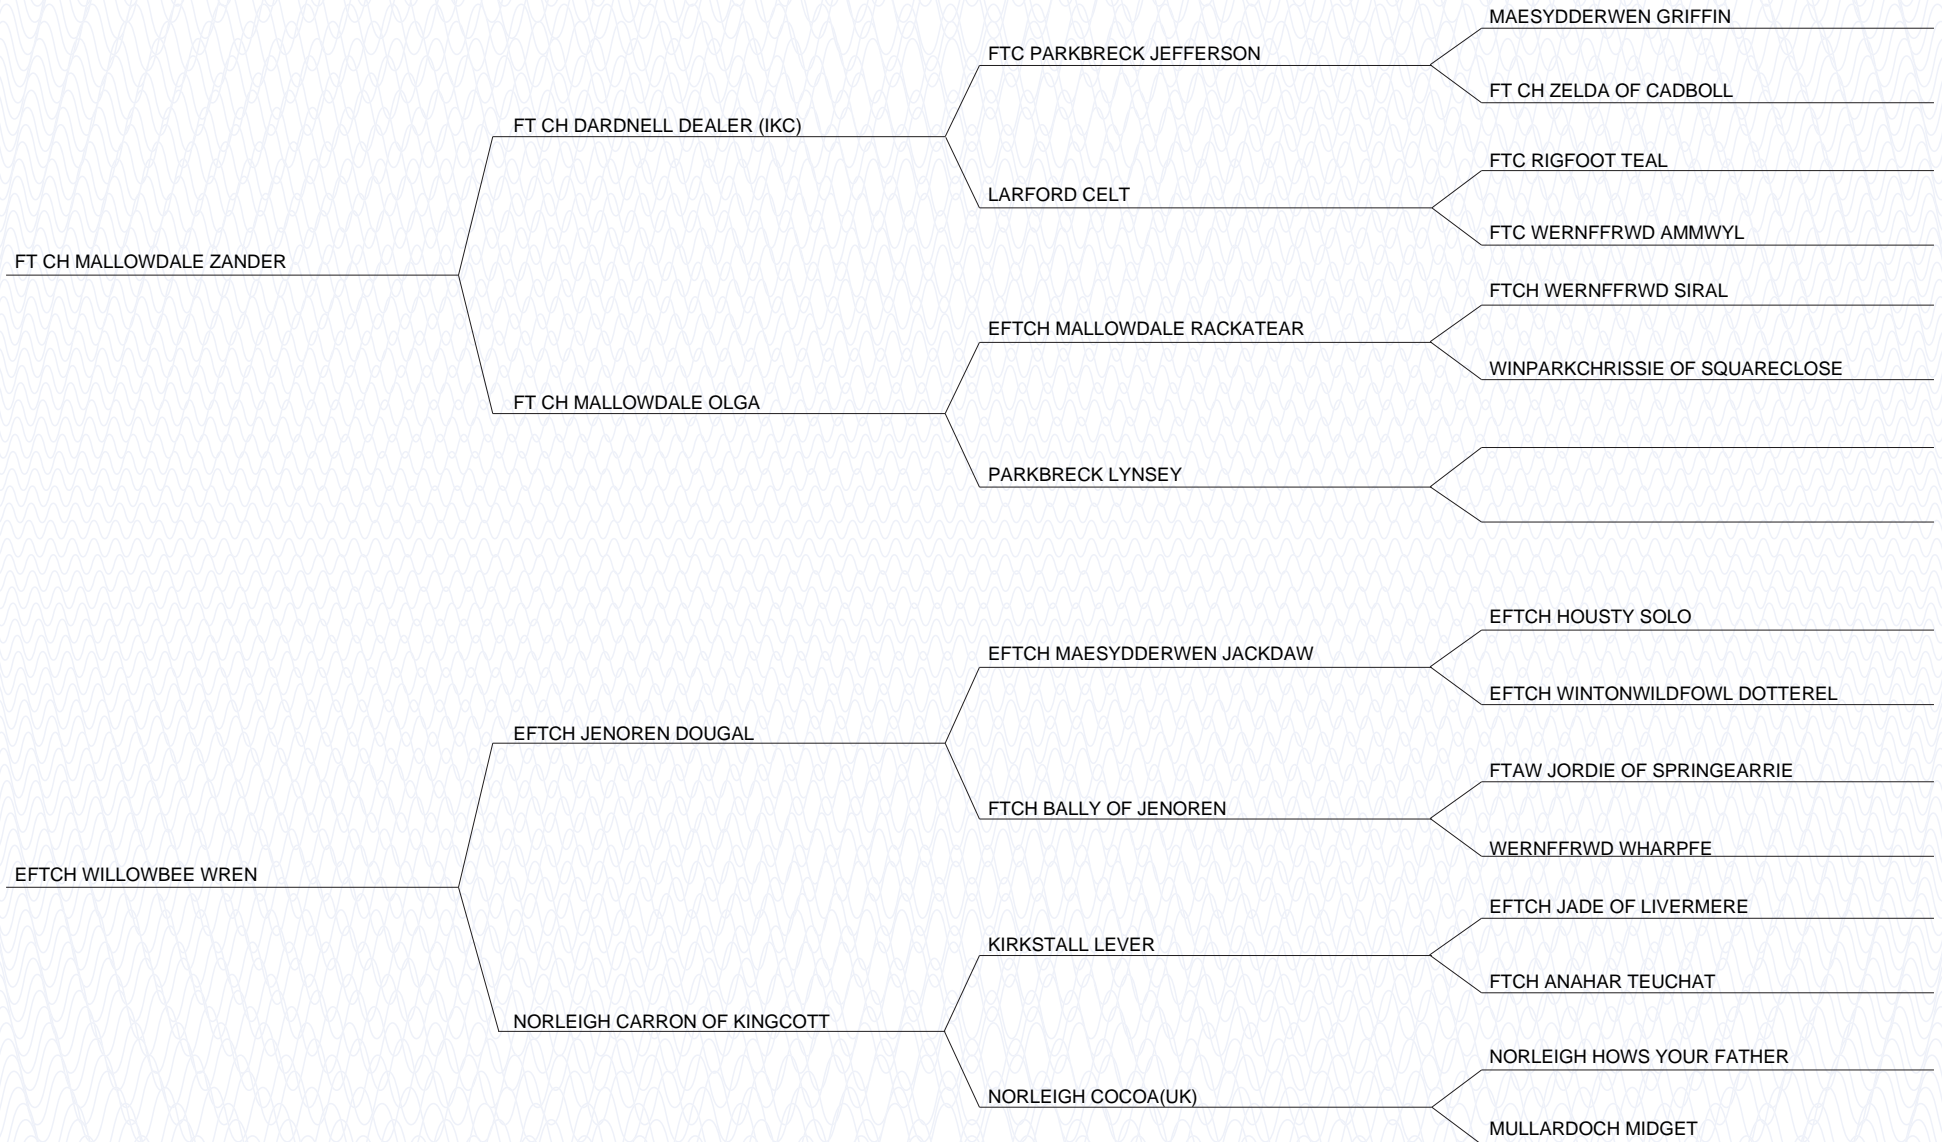 MAESYDDERWEN GRIFFIN
FTC PARKBRECK JEFFERSON
FT CH ZELDA OF CADBOLL
FT CH DARDNELL DEALER (IKC)
FTC RIGFOOT TEAL
LARFORD CELT
FTC WERNFFRWD AMMWYL
FT CH MALLOWDALE ZANDER
FTCH WERNFFRWD SIRAL
EFTCH MALLOWDALE RACKATEAR
WINPARKCHRISSIE OF SQUARECLOSE
FT CH MALLOWDALE OLGA
PARKBRECK LYNSEY
EFTCH HOUSTY SOLO
EFTCH MAESYDDERWEN JACKDAW
EFTCH WINTONWILDFOWL DOTTEREL
EFTCH JENOREN DOUGAL
FTAW JORDIE OF SPRINGEARRIE
FTCH BALLY OF JENOREN
WERNFFRWD WHARPFE
EFTCH WILLOWBEE WREN
EFTCH JADE OF LIVERMERE
KIRKSTALL LEVER
FTCH ANAHAR TEUCHAT
NORLEIGH CARRON OF KINGCOTT
NORLEIGH HOWS YOUR FATHER
NORLEIGH COCOA(UK)
MULLARDOCH MIDGET